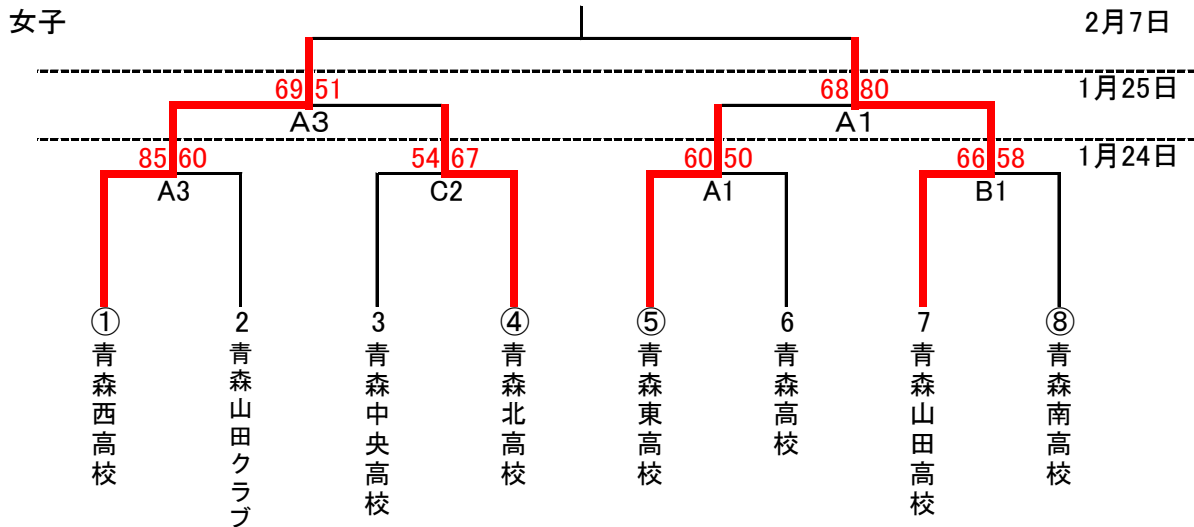 女子
2月7日
69 51
68 80
1月25日
A3
A1
85 60
54 67
60 50
66 58
1月24日
A3
C2
A1
B1
① 2 3 ④ ⑤ 6 7 ⑧
青森西高校
青森山田クラブ
青森中央高校
青森北高校
青森東高校
青森高校
青森山田高校
青森南高校